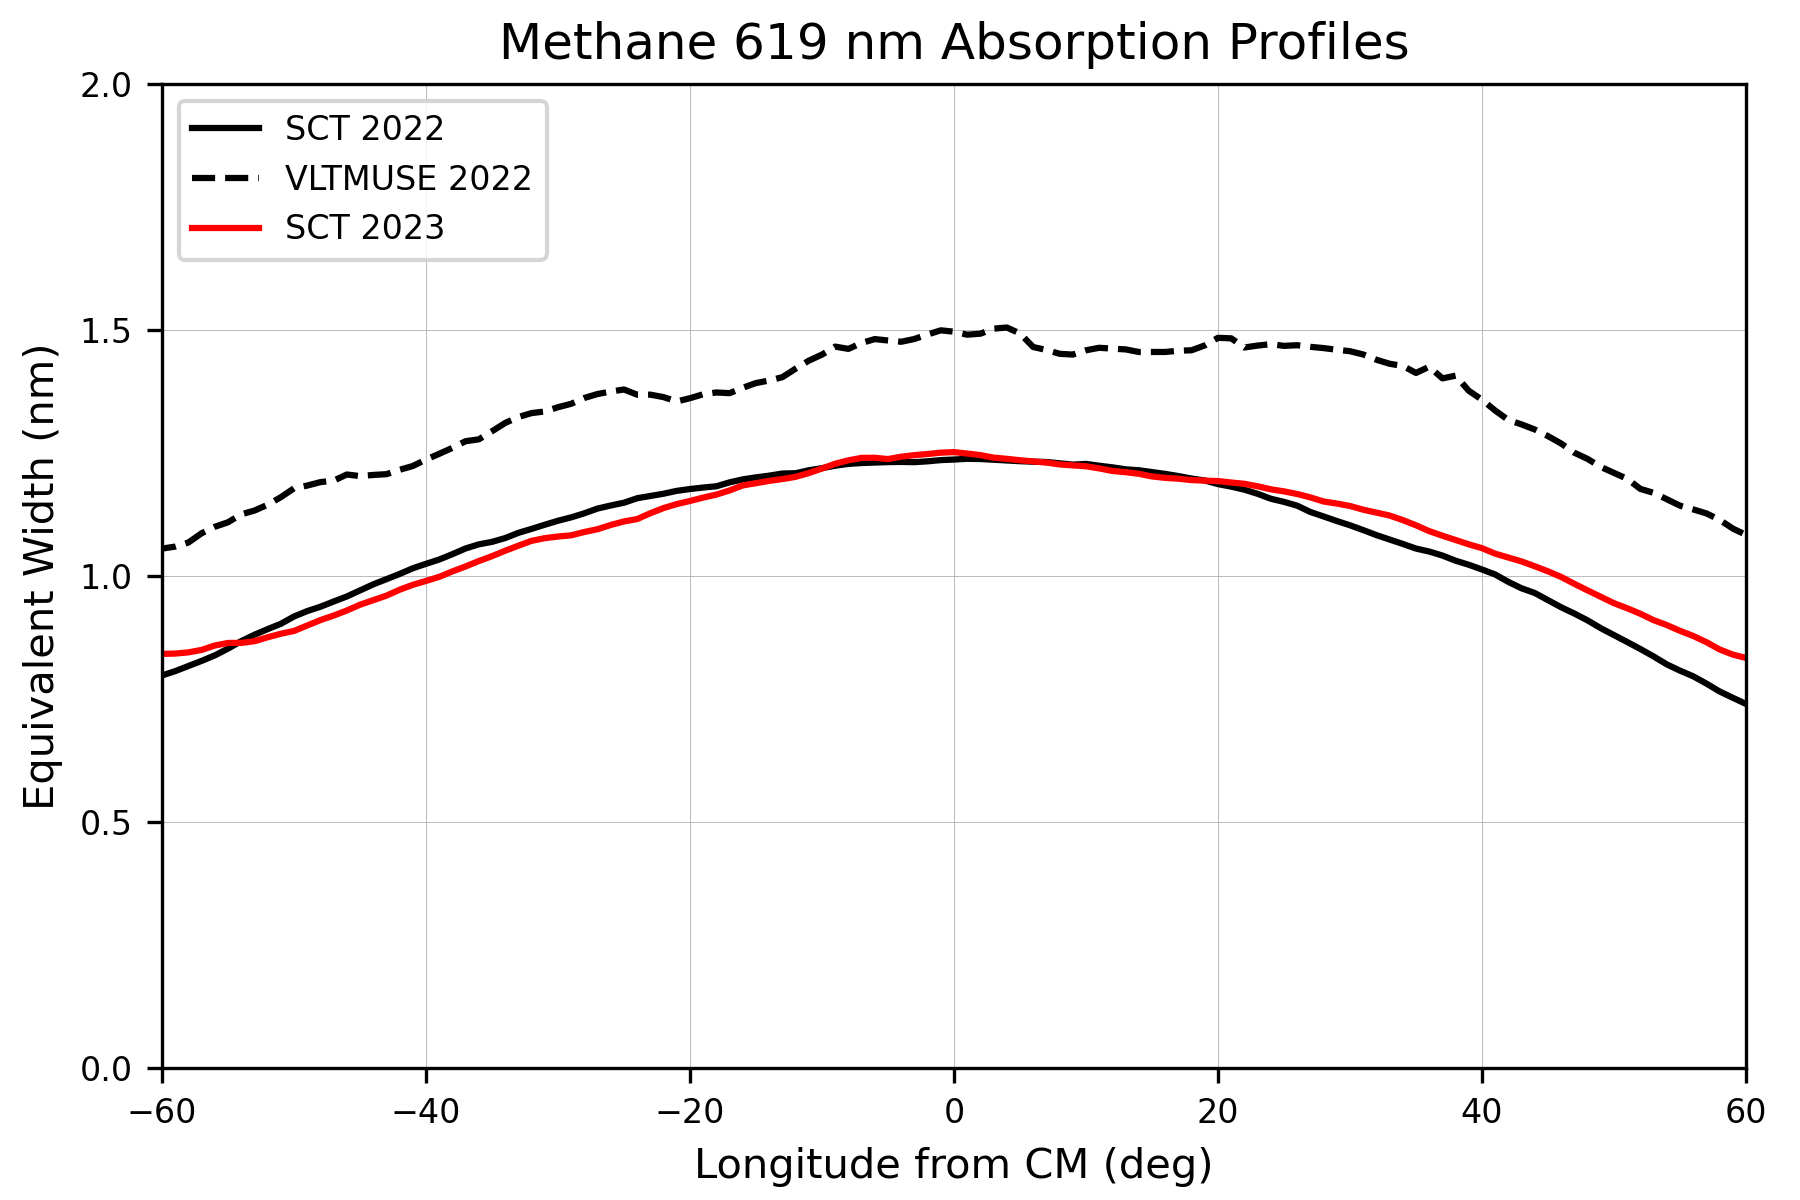 Methane 619 nm Absorption Profiles
2.0
SCT 2022
VLTMUSE 2022
SCT 2023
1.5
1.0
0.5
0.0
Equivalent Width (nm)
−60 −40 −20 0 20 40 60
Longitude from CM (deg)